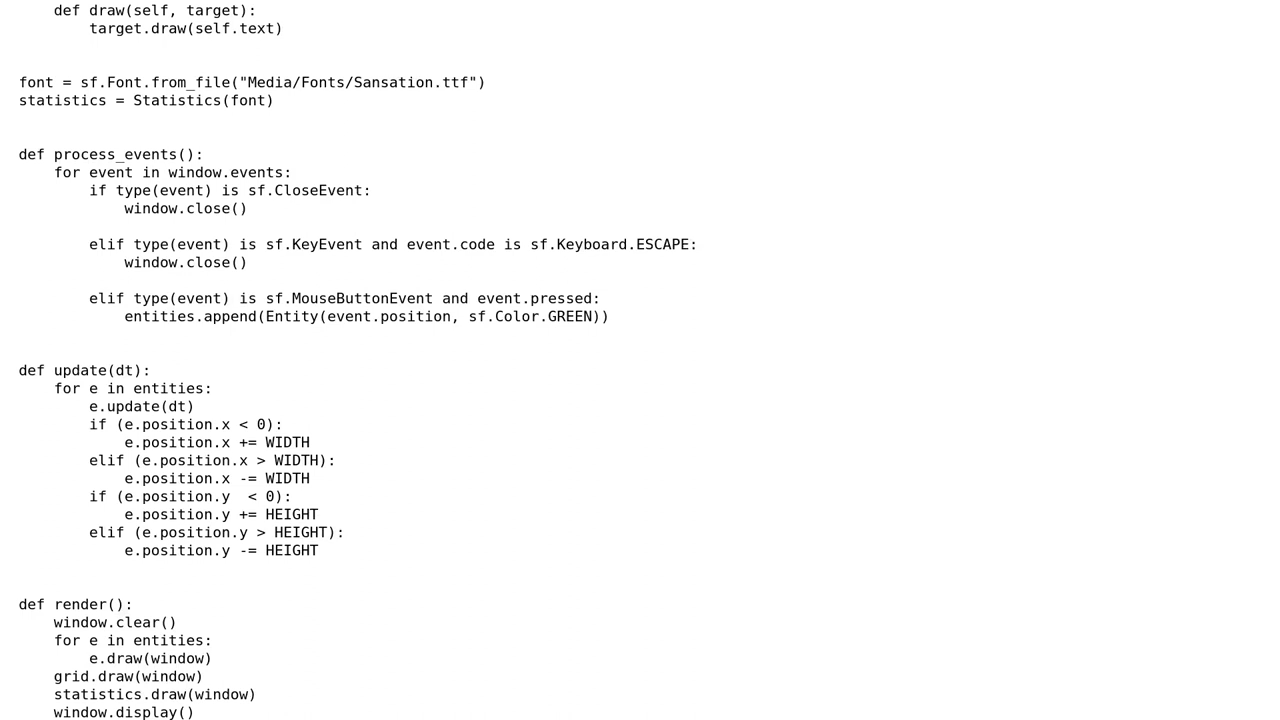 def draw(self, target):
        target.draw(self.text)


font = sf.Font.from_file("Media/Fonts/Sansation.ttf")
statistics = Statistics(font)


def process_events():
    for event in window.events:
        if type(event) is sf.CloseEvent:
            window.close()

        elif type(event) is sf.KeyEvent and event.code is sf.Keyboard.ESCAPE:
            window.close()

        elif type(event) is sf.MouseButtonEvent and event.pressed:
            entities.append(Entity(event.position, sf.Color.GREEN))


def update(dt):
    for e in entities:
        e.update(dt)
        if (e.position.x < 0):
            e.position.x += WIDTH
        elif (e.position.x > WIDTH):
            e.position.x -= WIDTH
        if (e.position.y  < 0):
            e.position.y += HEIGHT
        elif (e.position.y > HEIGHT):
            e.position.y -= HEIGHT


def render():
    window.clear()
    for e in entities:
        e.draw(window)
    grid.draw(window)
    statistics.draw(window)
    window.display()